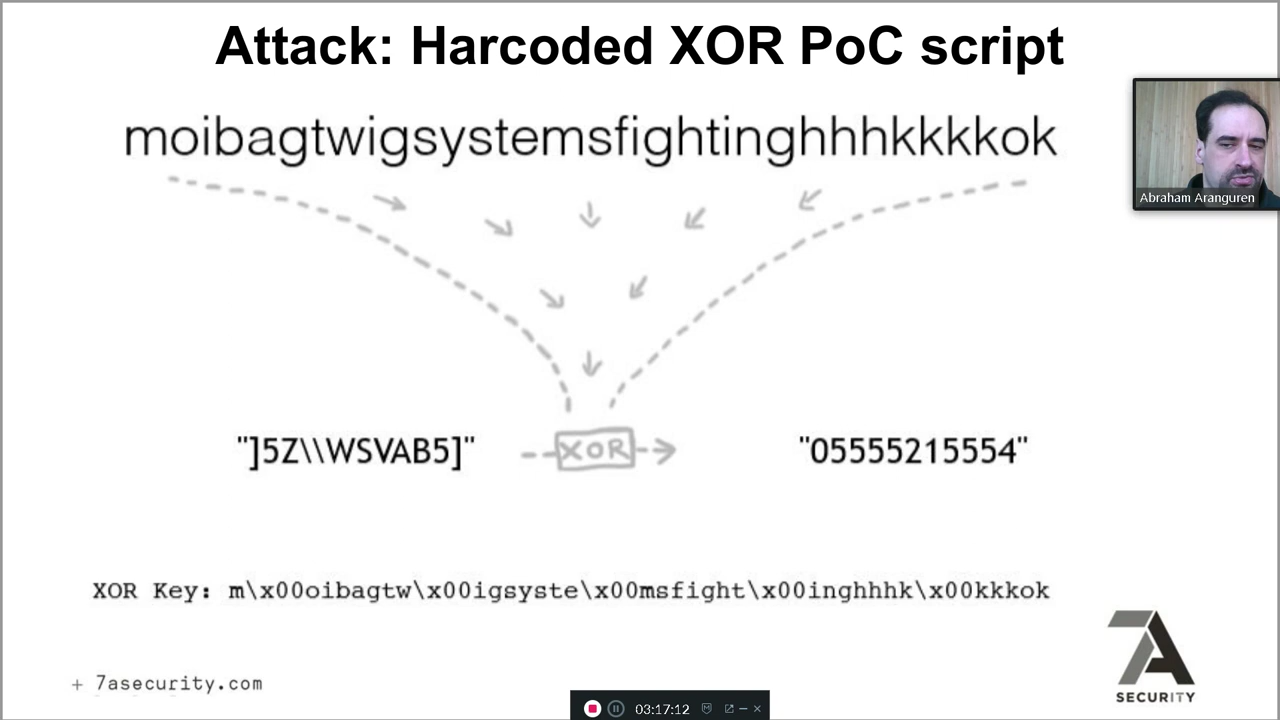 Attack: Harcoded XOR PoC script
moibagtwigsystemsfightinghhhkkkkok
Abraham Aranguren
"]5Z\\WSVAB5]" XOR "05555215554"
XOR Key: m\x00oibagtw\x00igsyste\x00msfight\x00inghhhk\x00kkkok
+ 7asecurity.com
7A
SECURITY
03:17:12